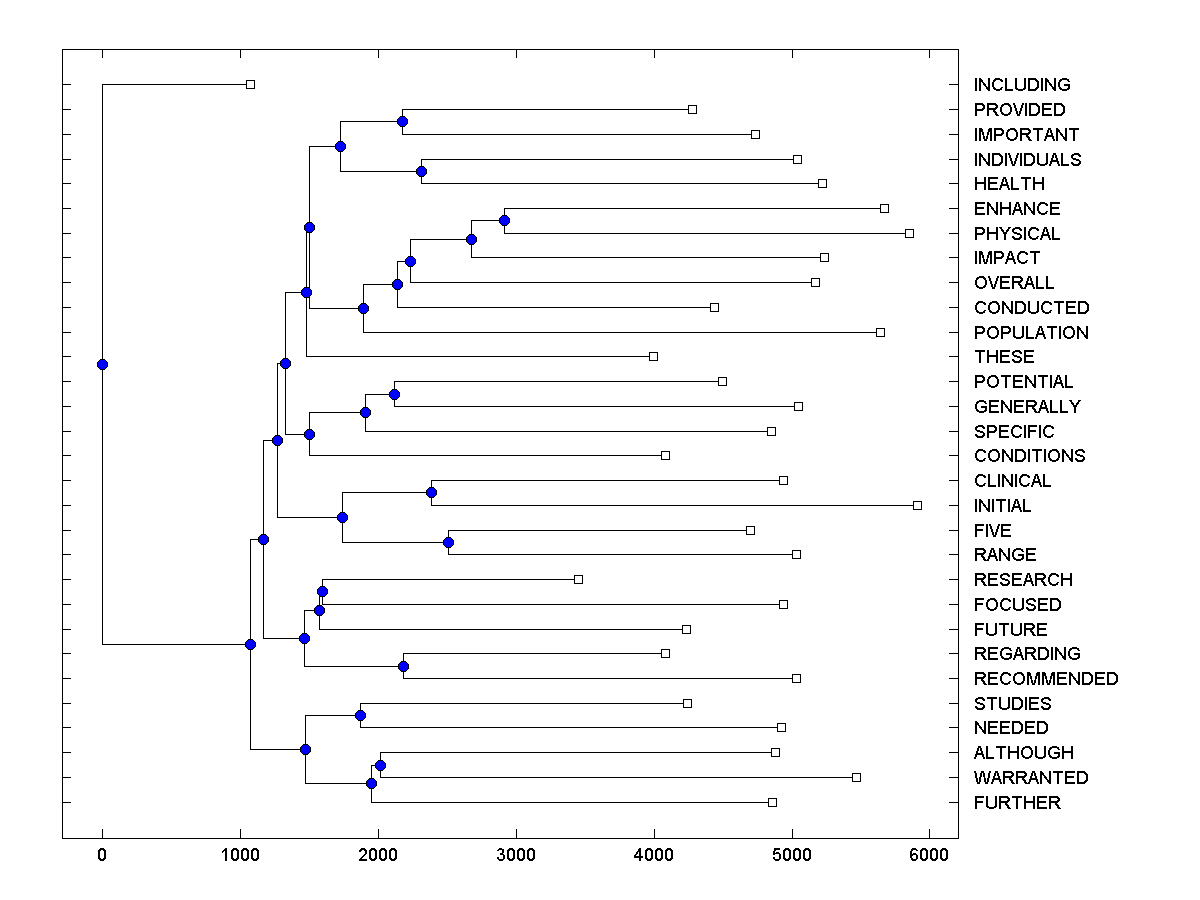 INCLUDING
PROVIDED
IMPORTANT
INDIVIDUALS
HEALTH
ENHANCE
PHYSICAL
IMPACT
OVERALL
CONDUCTED
POPULATION
THESE
POTENTIAL
GENERALLY
SPECIFIC
CONDITIONS
CLINICAL
INITIAL
FIVE
RANGE
RESEARCH
FOCUSED
FUTURE
REGARDING
RECOMMENDED
STUDIES
NEEDED
ALTHOUGH
WARRANTED
FURTHER
0 1000 2000 3000 4000 5000 6000